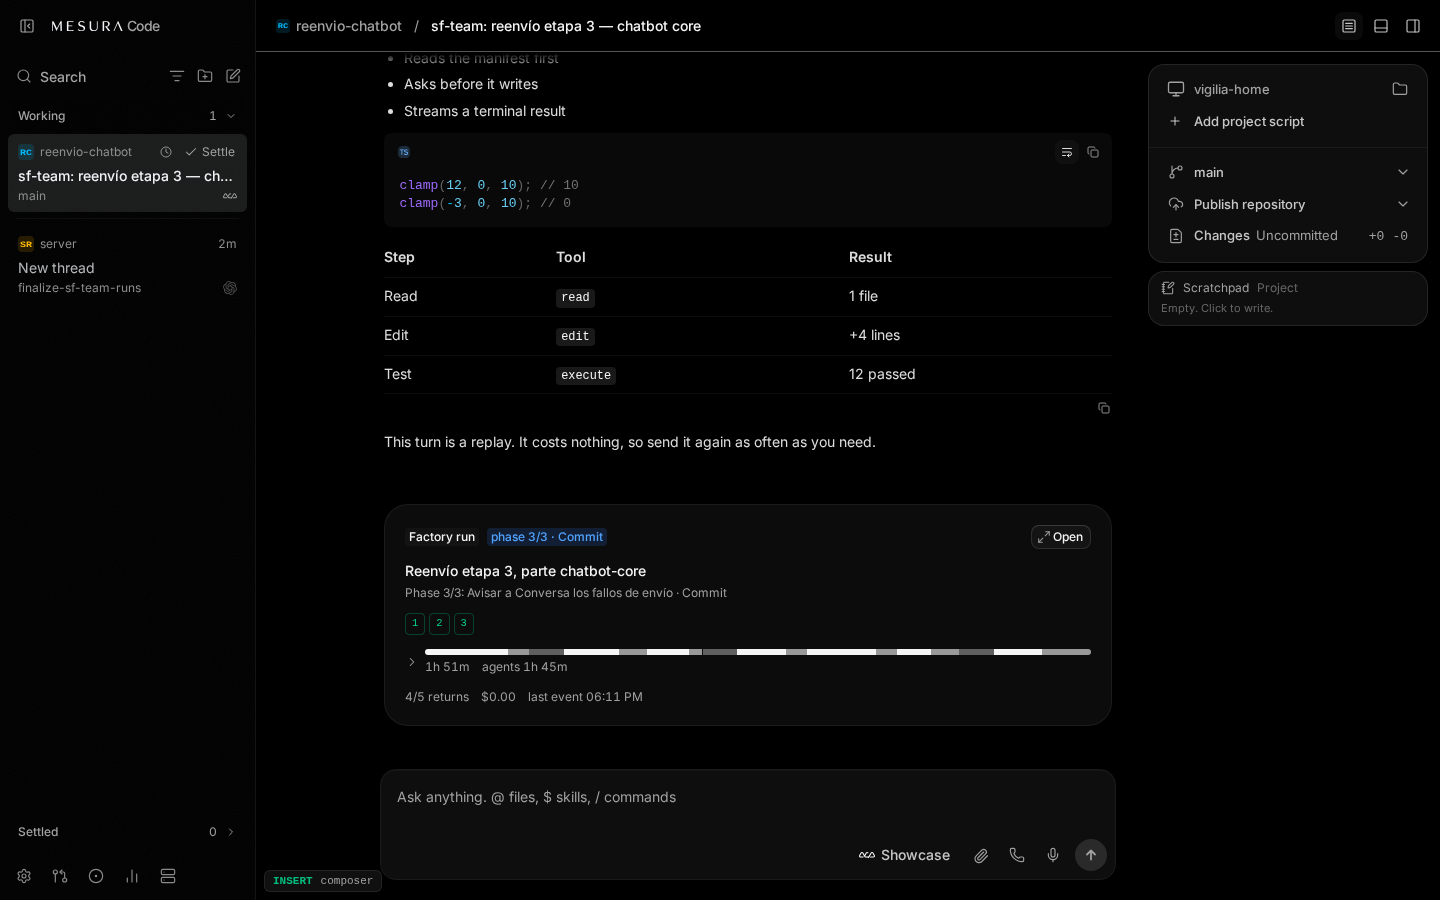 MESURA Code
Search
Working 1
RC reenvio-chatbot Settle
sf-team: reenvío etapa 3 — ch...
main
SR server 2m
New thread
finalize-sf-team-runs
Settled 0
RC reenvio-chatbot / sf-team: reenvío etapa 3 — chatbot core
Reads the manifest first
Asks before it writes
Streams a terminal result
TS
clamp(12, 0, 10); // 10
clamp(-3, 0, 10); // 0
Step Tool Result
Read read 1 file
Edit edit +4 lines
Test execute 12 passed
This turn is a replay. It costs nothing, so send it again as often as you need.
Factory run phase 3/3 · Commit Open
Reenvío etapa 3, parte chatbot-core
Phase 3/3: Avisar a Conversa los fallos de envío · Commit
1 2 3
1h 51m agents 1h 45m
4/5 returns $0.00 last event 06:11 PM
Ask anything. @ files, $ skills, / commands
Showcase
INSERT composer
vigilia-home
Add project script
main
Publish repository
Changes Uncommitted +0 -0
Scratchpad Project
Empty. Click to write.